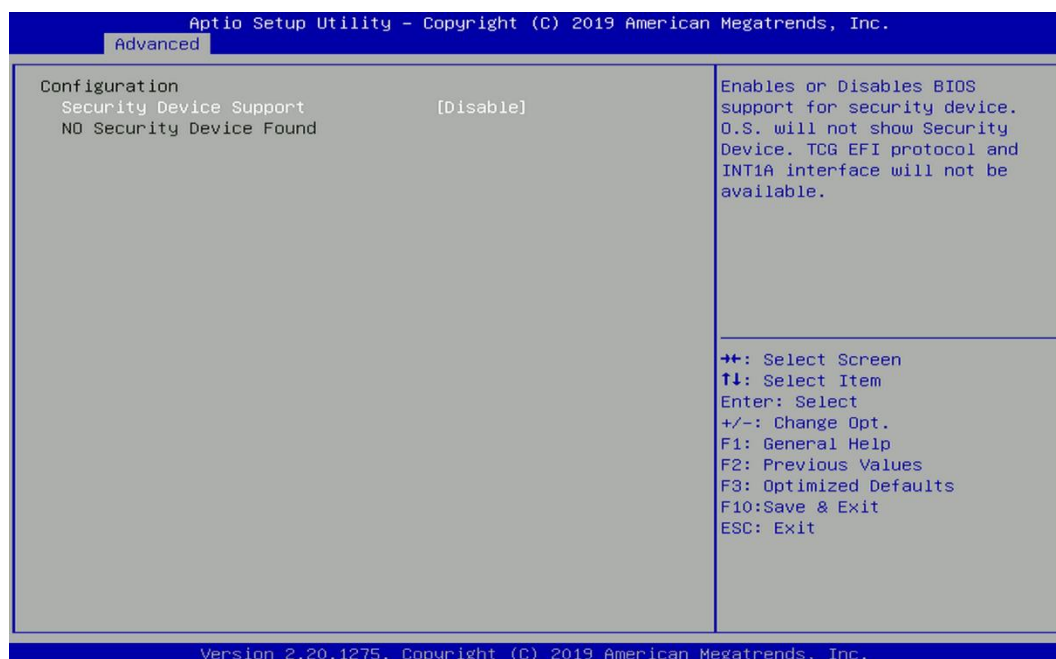 Aptio Setup Utility – Copyright (C) 2019 American Megatrends, Inc.
Advanced
Configuration
Security Device Support [Disable]
NO Security Device Found
Enables or Disables BIOS
support for security device.
O.S. will not show Security
Device. TCG EFI protocol and
INT1A interface will not be
available.
→←: Select Screen
↑↓: Select Item
Enter: Select
+/-: Change Opt.
F1: General Help
F2: Previous Values
F3: Optimized Defaults
F10:Save & Exit
ESC: Exit
Version 2.20.1275. Copyright (C) 2019 American Megatrends, Inc.